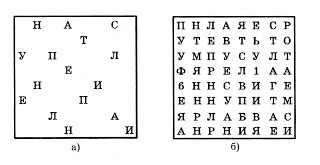 Н А С
Т
У П Л
Е
Н И
Е П
Л А
Н И
а)
П Н Л А Я Е С Р
У Т Е В Т Ь Т О
У М П У С У Л Т
Ф Я Р Е Л 1 А А
6 Н Н С В И Г Е
Е Н Н У П И Т М
Я Р Л А Б В А С
А Н Р Н И Я Е И
б)